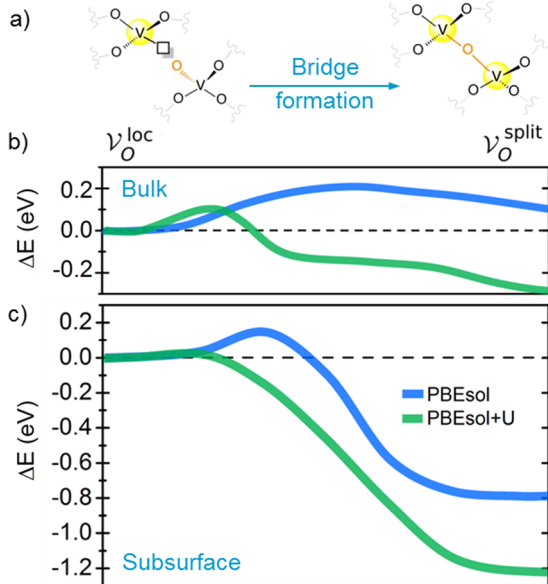 a)
V
O
O
O
O
O
O
V
O
O
Bridge
formation
O
O
V
O
O
O
V
O
O
𝒱_O^loc
𝒱_O^split
b)
Bulk
0.2
0.0
-0.2
ΔE (eV)
c)
0.2
0.0
-0.2
-0.4
-0.6
-0.8
-1.0
-1.2
ΔE (eV)
PBEsol
PBEsol+U
Subsurface